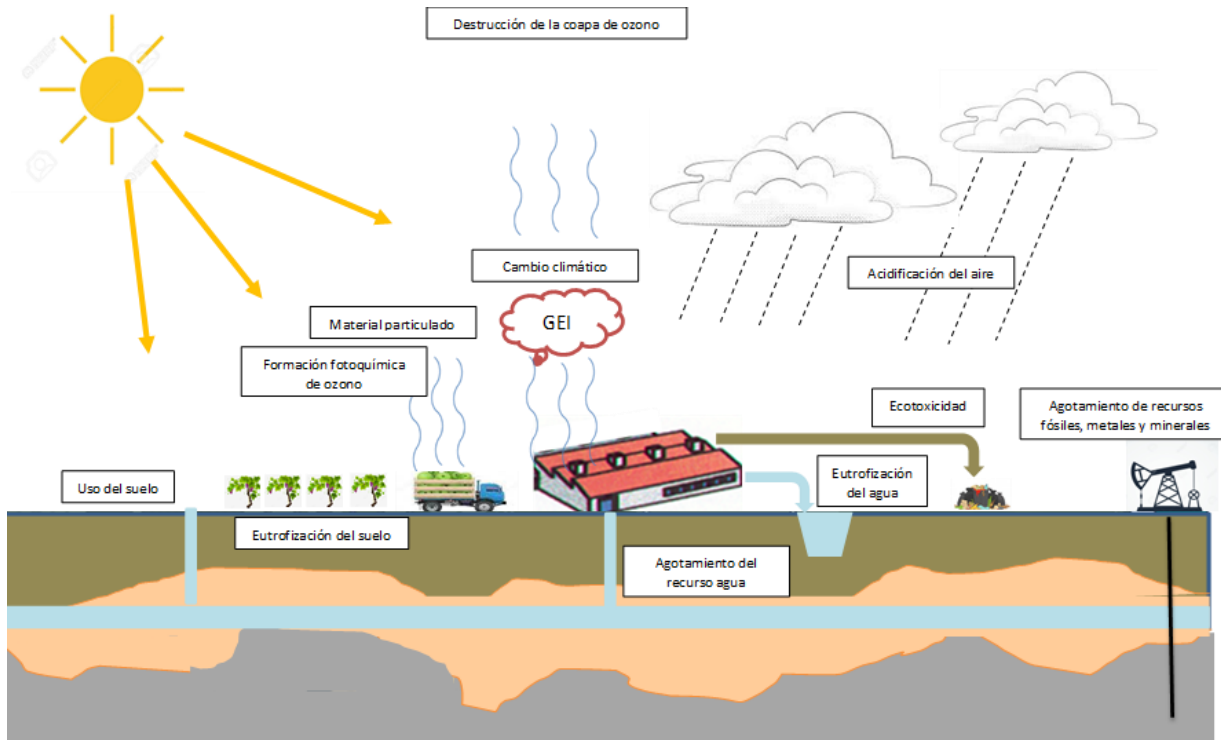 Destrucción de la coapa de ozono
Cambio climático
Acidificación del aire
GEI
Material particulado
Formación fotoquímica
de ozono
Ecotoxicidad
Agotamiento de recursos
fósiles, metales y minerales
Uso del suelo
Eutrofización
del agua
Eutrofización del suelo
Agotamiento del
recurso agua